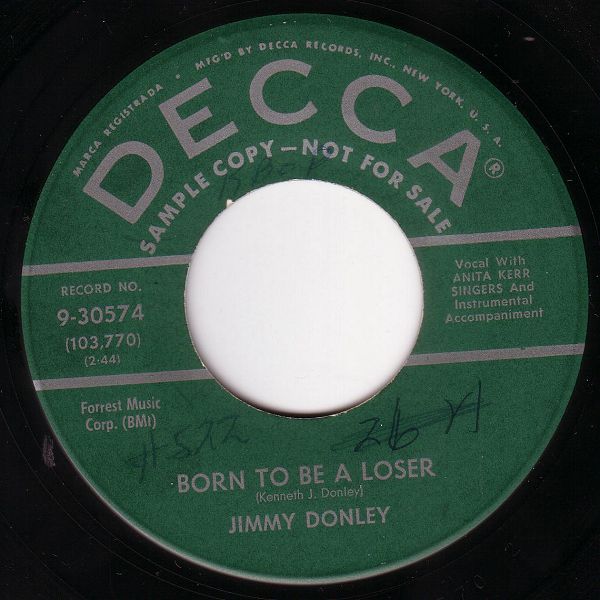 MARCA REGISTRADA • MFG'D BY DECCA RECORDS, INC., NEW YORK, U. S. A.
DECCA®
SAMPLE COPY—NOT FOR SALE
RECORD NO.
9-30574
(103,770)
(2:44)
Vocal With
ANITA KERR
SINGERS And
Instrumental
Accompaniment
Forrest Music
Corp. (BMI)
BORN TO BE A LOSER
(Kenneth J. Donley)
JIMMY DONLEY